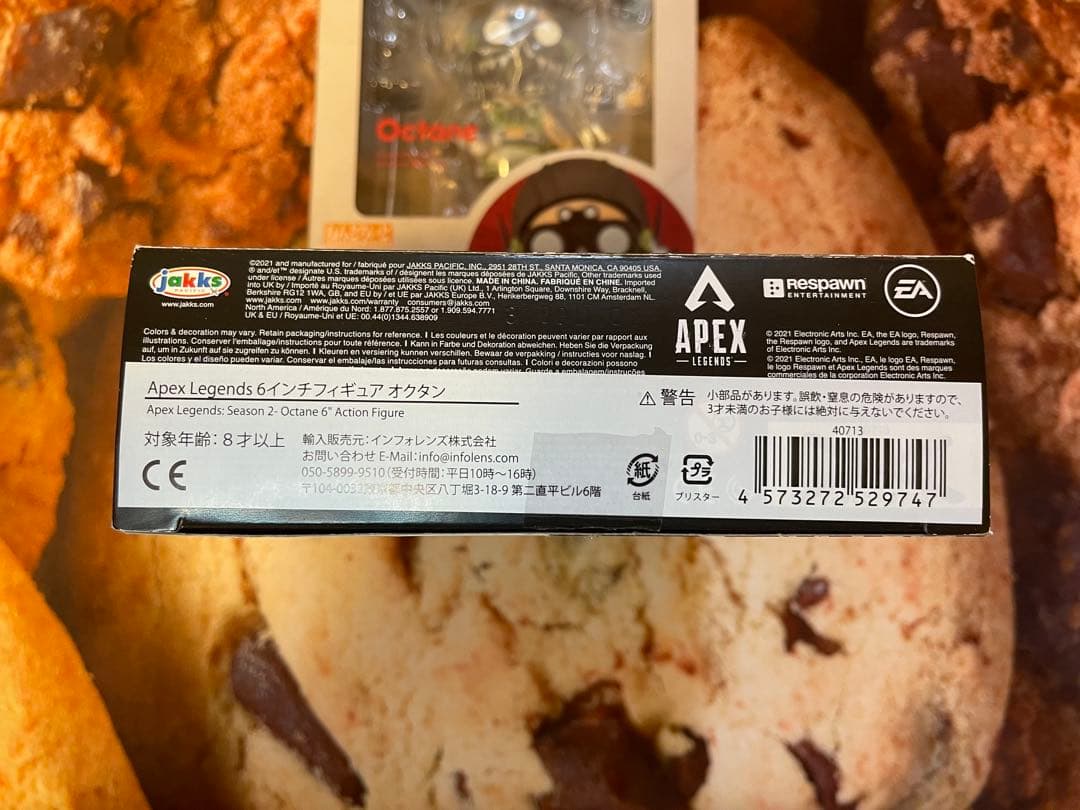 Octane
jakks
PACIFIC
www.jakks.com
©2021 and manufactured for / fabriqué pour JAKKS PACIFIC, INC., 2951 28TH ST., SANTA MONICA, CA 90405 USA.
® and/et™ designate U.S. trademarks of / désignent les marques déposées de JAKKS Pacific. Other trademarks used
under license / Autres marques déposées utilisées sous licence. MADE IN CHINA. FABRIQUÉ EN CHINE. Imported
into UK by / Importé au Royaume-Uni par JAKKS Pacific (UK) Ltd., 1 Arlington Square, Downshire Way, Bracknell,
Berkshire RG12 1WA, GB, and EU by / et UE par JAKKS Europe B.V., Herikerbergweg 88, 1101 CM Amsterdam NL.
www.jakks.com www.jakks.com/warranty consumers@jakks.com
North America / Amérique du Nord: 1.877.875.2557 or 1.909.594.7771
UK & EU / Royaume-Uni et UE: 00.44(0)1344.638909
Colors & decoration may vary. Retain packaging/instructions for reference. I Les couleurs et le décoration peuvent varier par rapport aux
illustrations. Conserver l'emballage/instructions pour toute référence. I Kann in Farbe und Dekoration abweichen. Heben Sie die Verpackung
auf, um in Zukunft auf sie zugreifen zu können. I Kleuren en versiering kunnen verschillen. Bewaar de verpakking / instructies voor naslag. I
Los colores y el diseño pueden variar. Conserve el embalaje/las instrucciones para futuras consultas. I Colori e decorazioni possono
APEX
LEGENDS
Respawn
ENTERTAINMENT
EA
© 2021 Electronic Arts Inc. EA, the EA logo, Respawn,
the Respawn logo, and Apex Legends are trademarks
of Electronic Arts Inc.
© 2021 Electronic Arts Inc., EA, le logo EA, Respawn,
le logo Respawn et Apex Legends sont des marques
commerciales de la corporation Electronic Arts Inc.
Apex Legends 6インチフィギュア オクタン
Apex Legends: Season 2- Octane 6" Action Figure
対象年齢:8才以上
CE
輸入販売元:インフォレンズ株式会社
お問い合わせ E-Mail:info@infolens.com
050-5899-9510(受付時間:平日10時〜16時)
〒104-0032 東京都中央区八丁堀3-18-9 第二直平ビル6階
⚠ 警告 小部品があります。誤飲・窒息の危険がありますので、
3才未満のお子様には絶対に与えないでください。
紙
台紙
プラ
ブリスター
40713
4 573272 529747